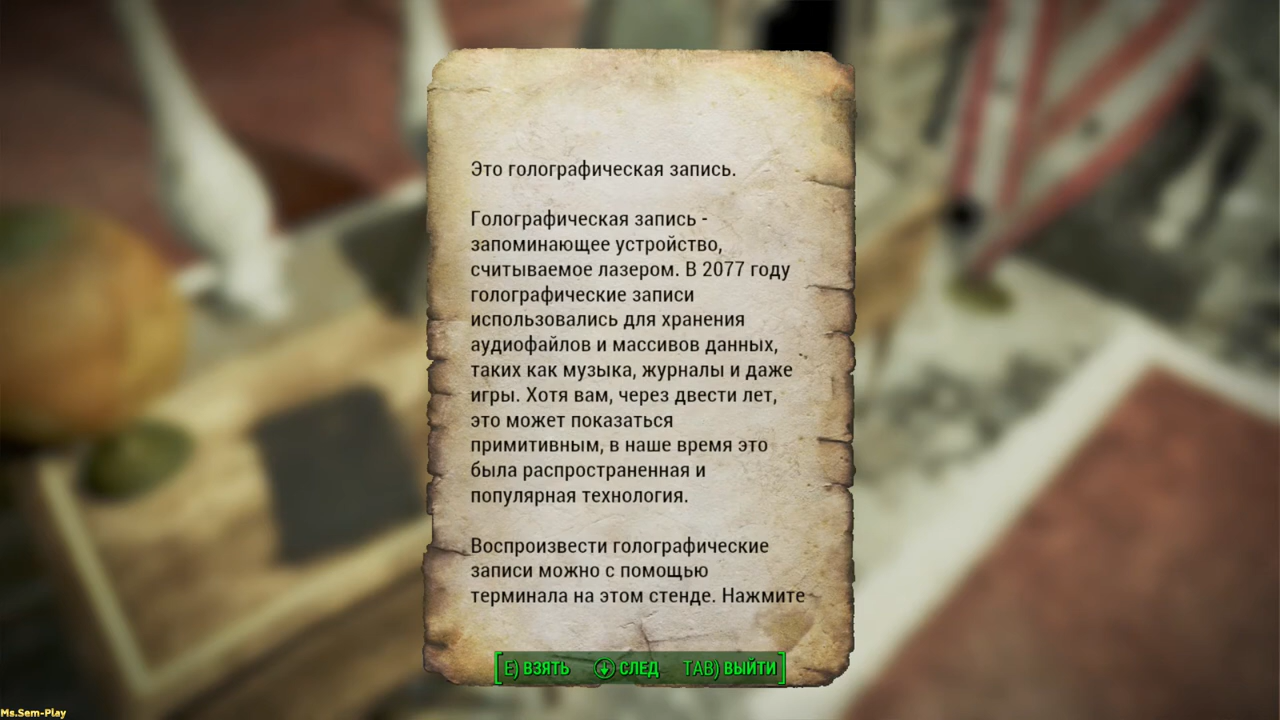 Это голографическая запись.
Голографическая запись -
запоминающее устройство,
считываемое лазером. В 2077 году
голографические записи
использовались для хранения
аудиофайлов и массивов данных,
таких как музыка, журналы и даже
игры. Хотя вам, через двести лет,
это может показаться
примитивным, в наше время это
была распространенная и
популярная технология.
Воспроизвести голографические
записи можно с помощью
терминала на этом стенде. Нажмите
E) ВЗЯТЬ СЛЕД TAB) ВЫЙТИ
Ms.Sem-Play